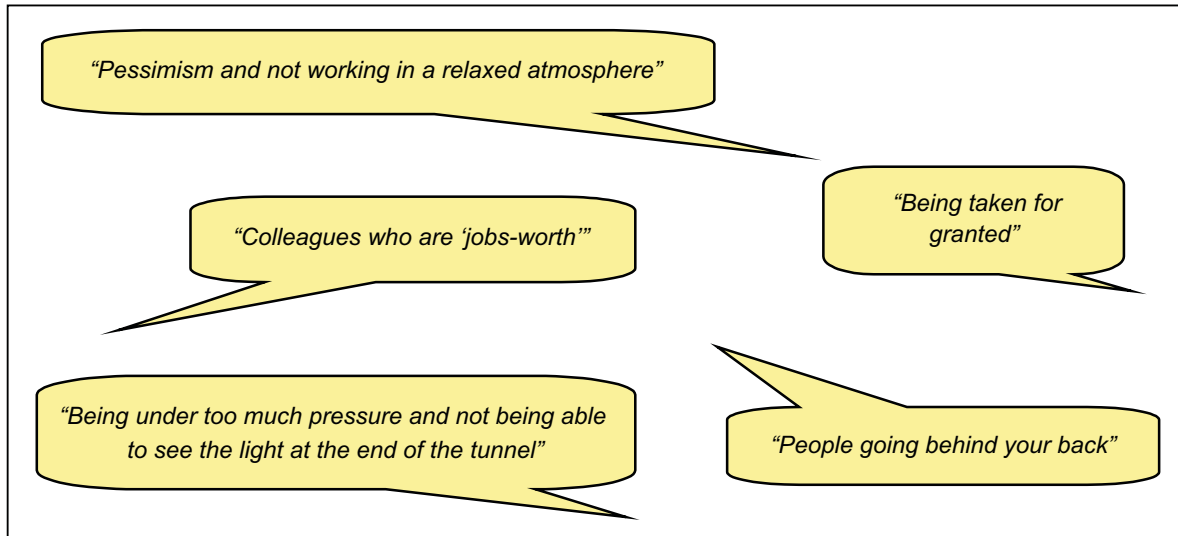 “Pessimism and not working in a relaxed atmosphere”
“Being taken for
granted”
“Colleagues who are ‘jobs-worth’”
“Being under too much pressure and not being able
to see the light at the end of the tunnel”
“People going behind your back”